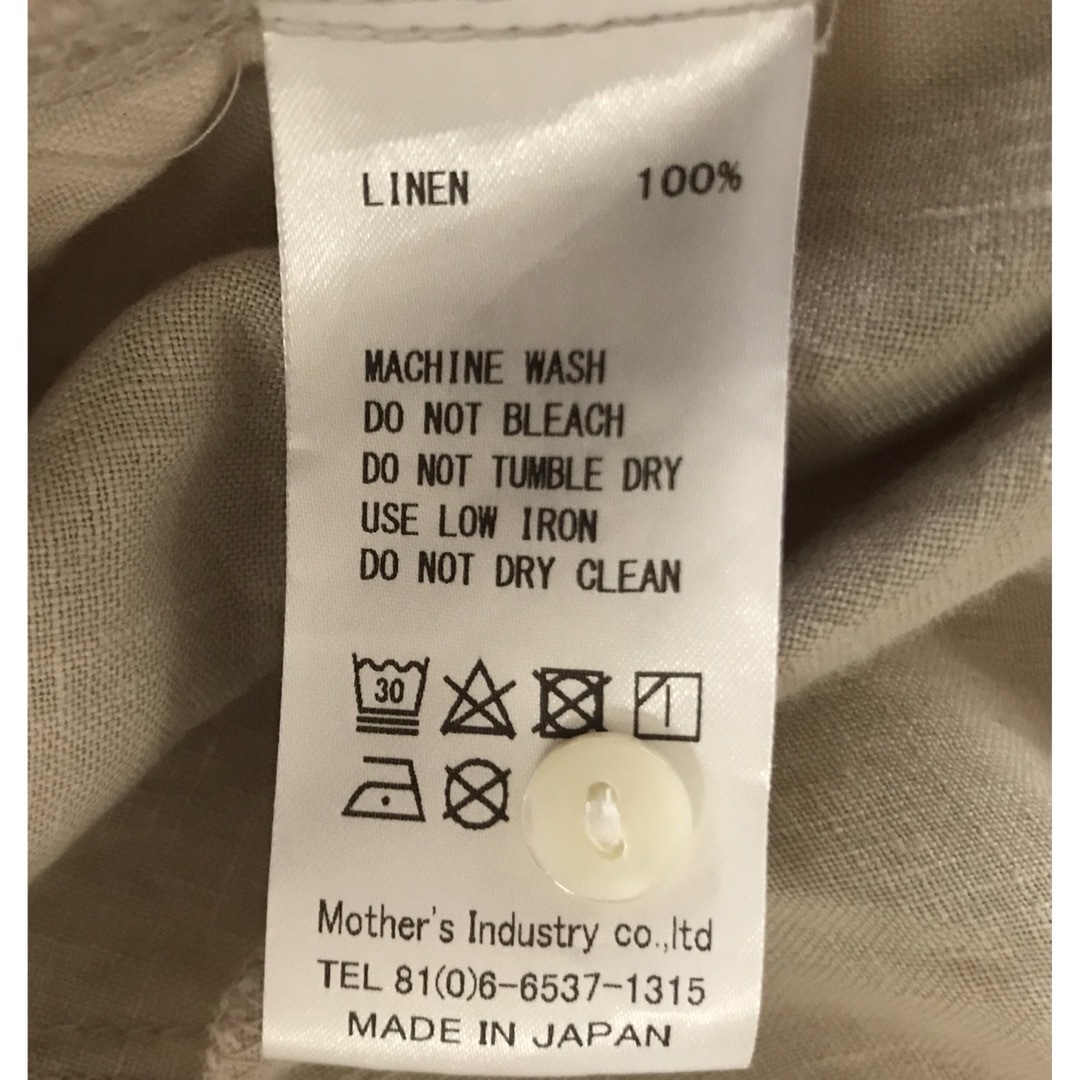 LINEN 100%
MACHINE WASH
DO NOT BLEACH
DO NOT TUMBLE DRY
USE LOW IRON
DO NOT DRY CLEAN
30
Mother's Industry co.,ltd
TEL 81(0)6-6537-1315
MADE IN JAPAN